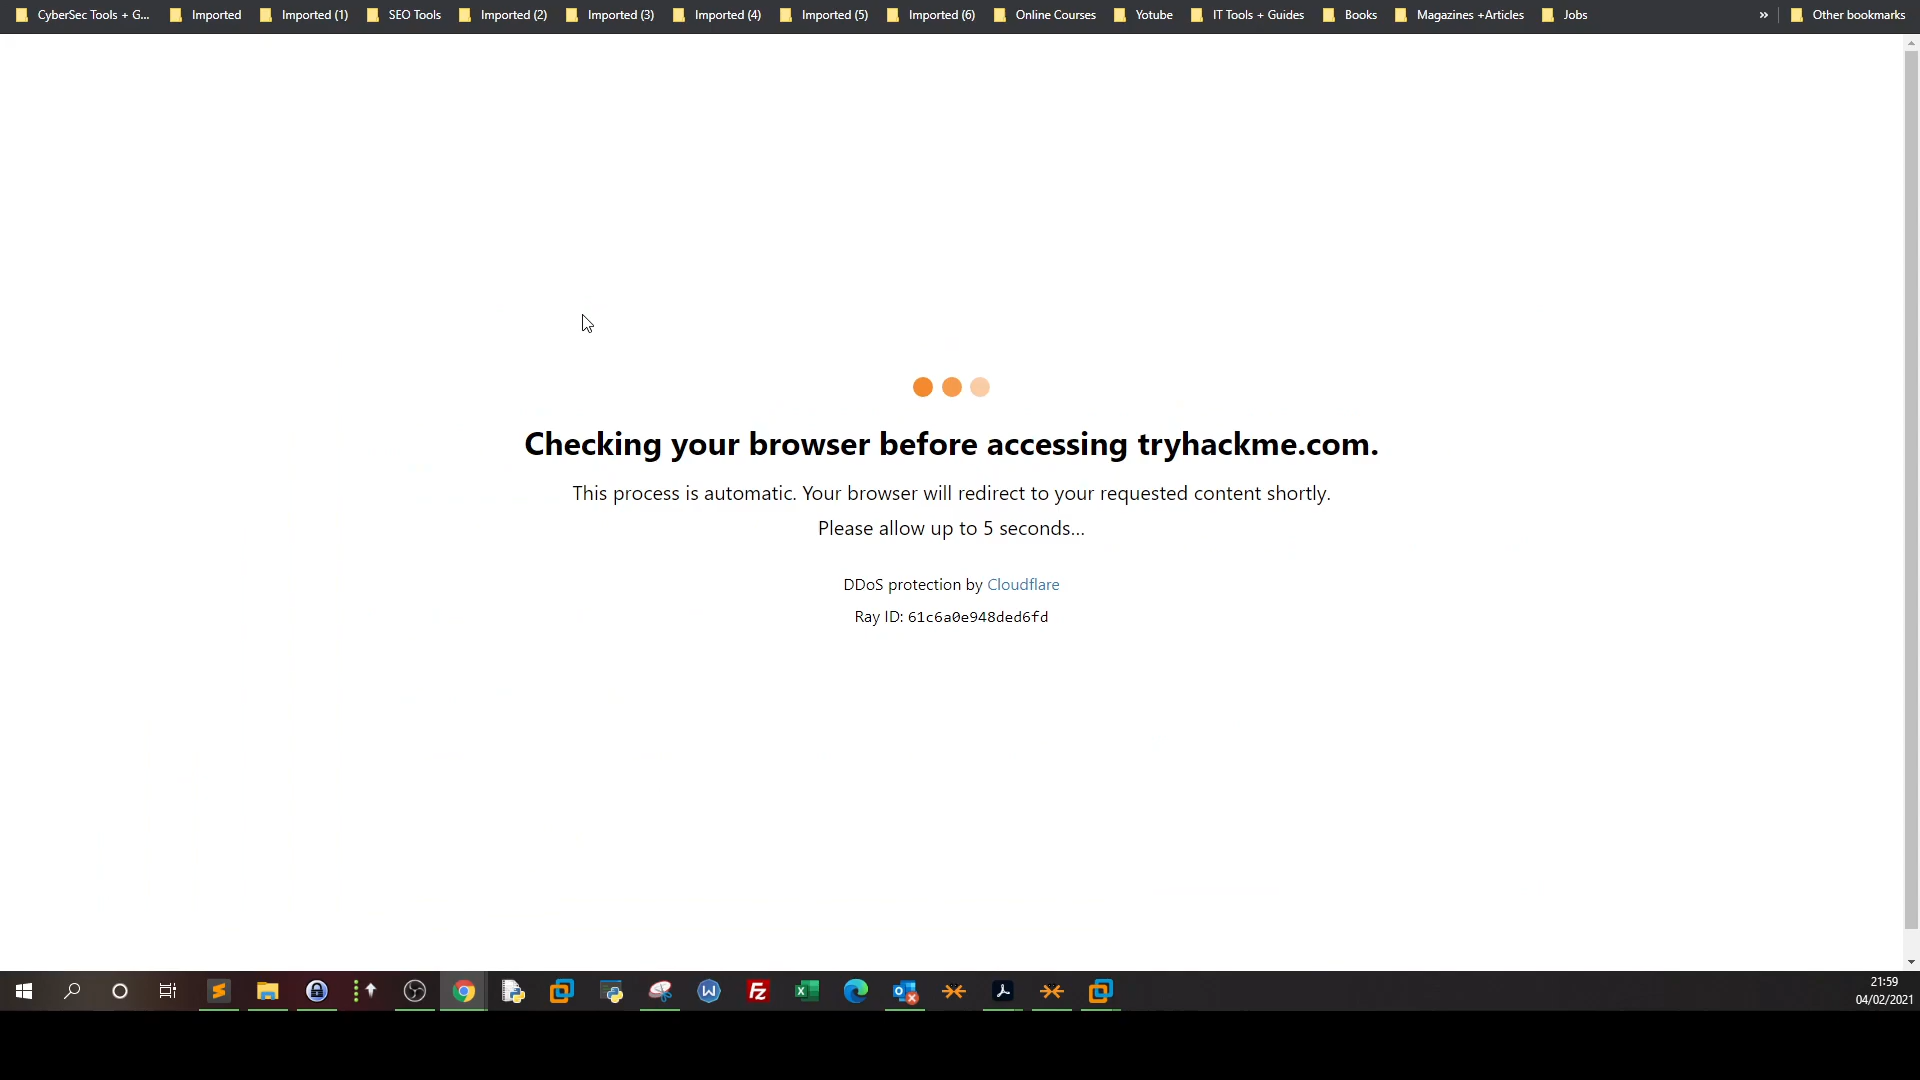 CyberSec Tools + G... Imported Imported (1) SEO Tools Imported (2) Imported (3) Imported (4) Imported (5) Imported (6) Online Courses Yotube IT Tools + Guides Books Magazines +Articles Jobs » Other bookmarks
Checking your browser before accessing tryhackme.com.
This process is automatic. Your browser will redirect to your requested content shortly.
Please allow up to 5 seconds...
DDoS protection by Cloudflare
Ray ID: 61c6a0e948ded6fd
21:59
04/02/2021